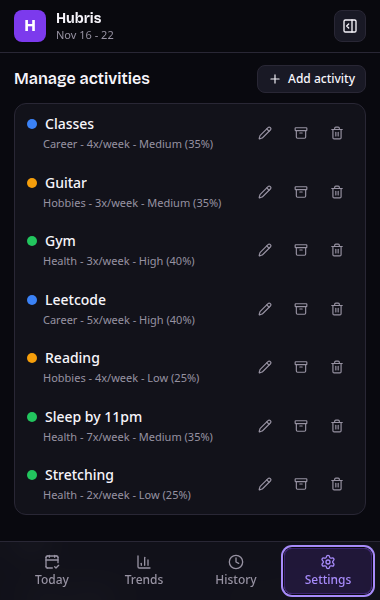 H
Hubris
Nov 16 - 22
Manage activities
Add activity
Classes
Career - 4x/week - Medium (35%)
Guitar
Hobbies - 3x/week - Medium (35%)
Gym
Health - 3x/week - High (40%)
Leetcode
Career - 5x/week - High (40%)
Reading
Hobbies - 4x/week - Low (25%)
Sleep by 11pm
Health - 7x/week - Medium (35%)
Stretching
Health - 2x/week - Low (25%)
Today Trends History Settings